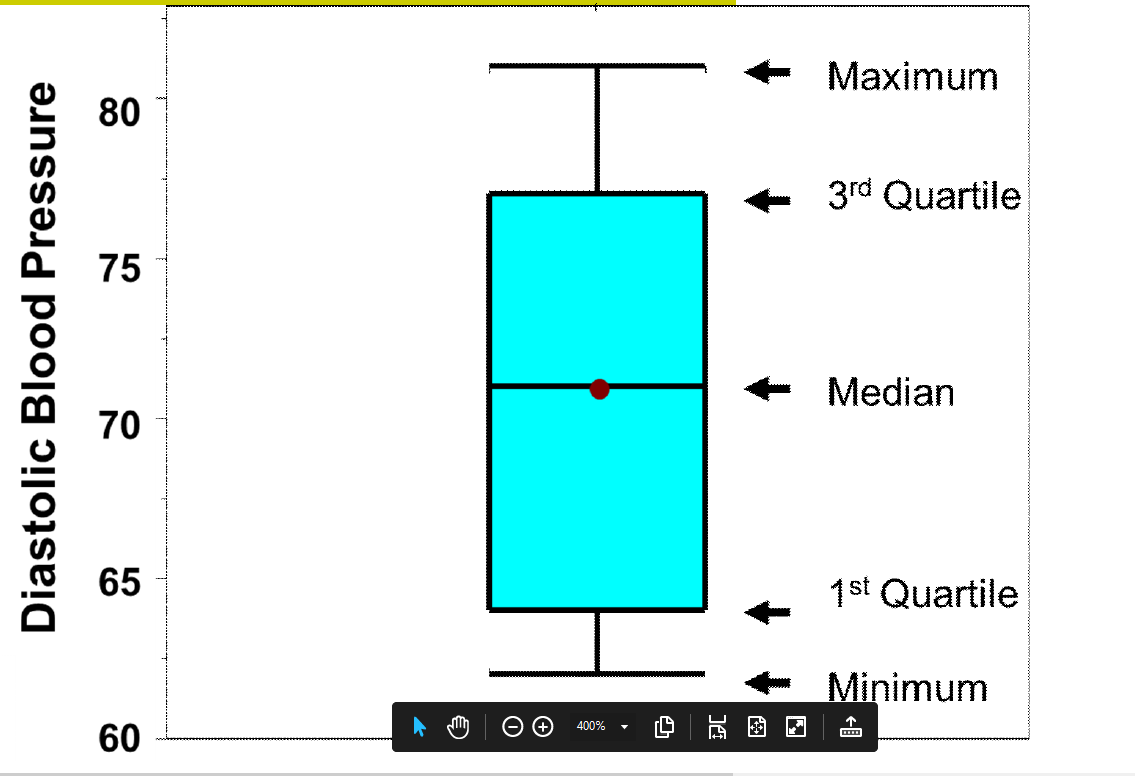 Diastolic Blood Pressure
80
75
70
65
60
Maximum
3rd Quartile
Median
1st Quartile
Minimum
400%